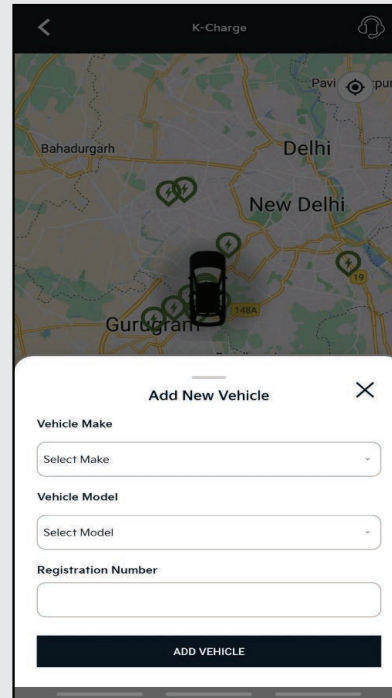 K-Charge
Pavi
pur
Bahadurgarh
Delhi
New Delhi
19
148A
Gurugram
Add New Vehicle
Vehicle Make
Select Make
Vehicle Model
Select Model
Registration Number
ADD VEHICLE